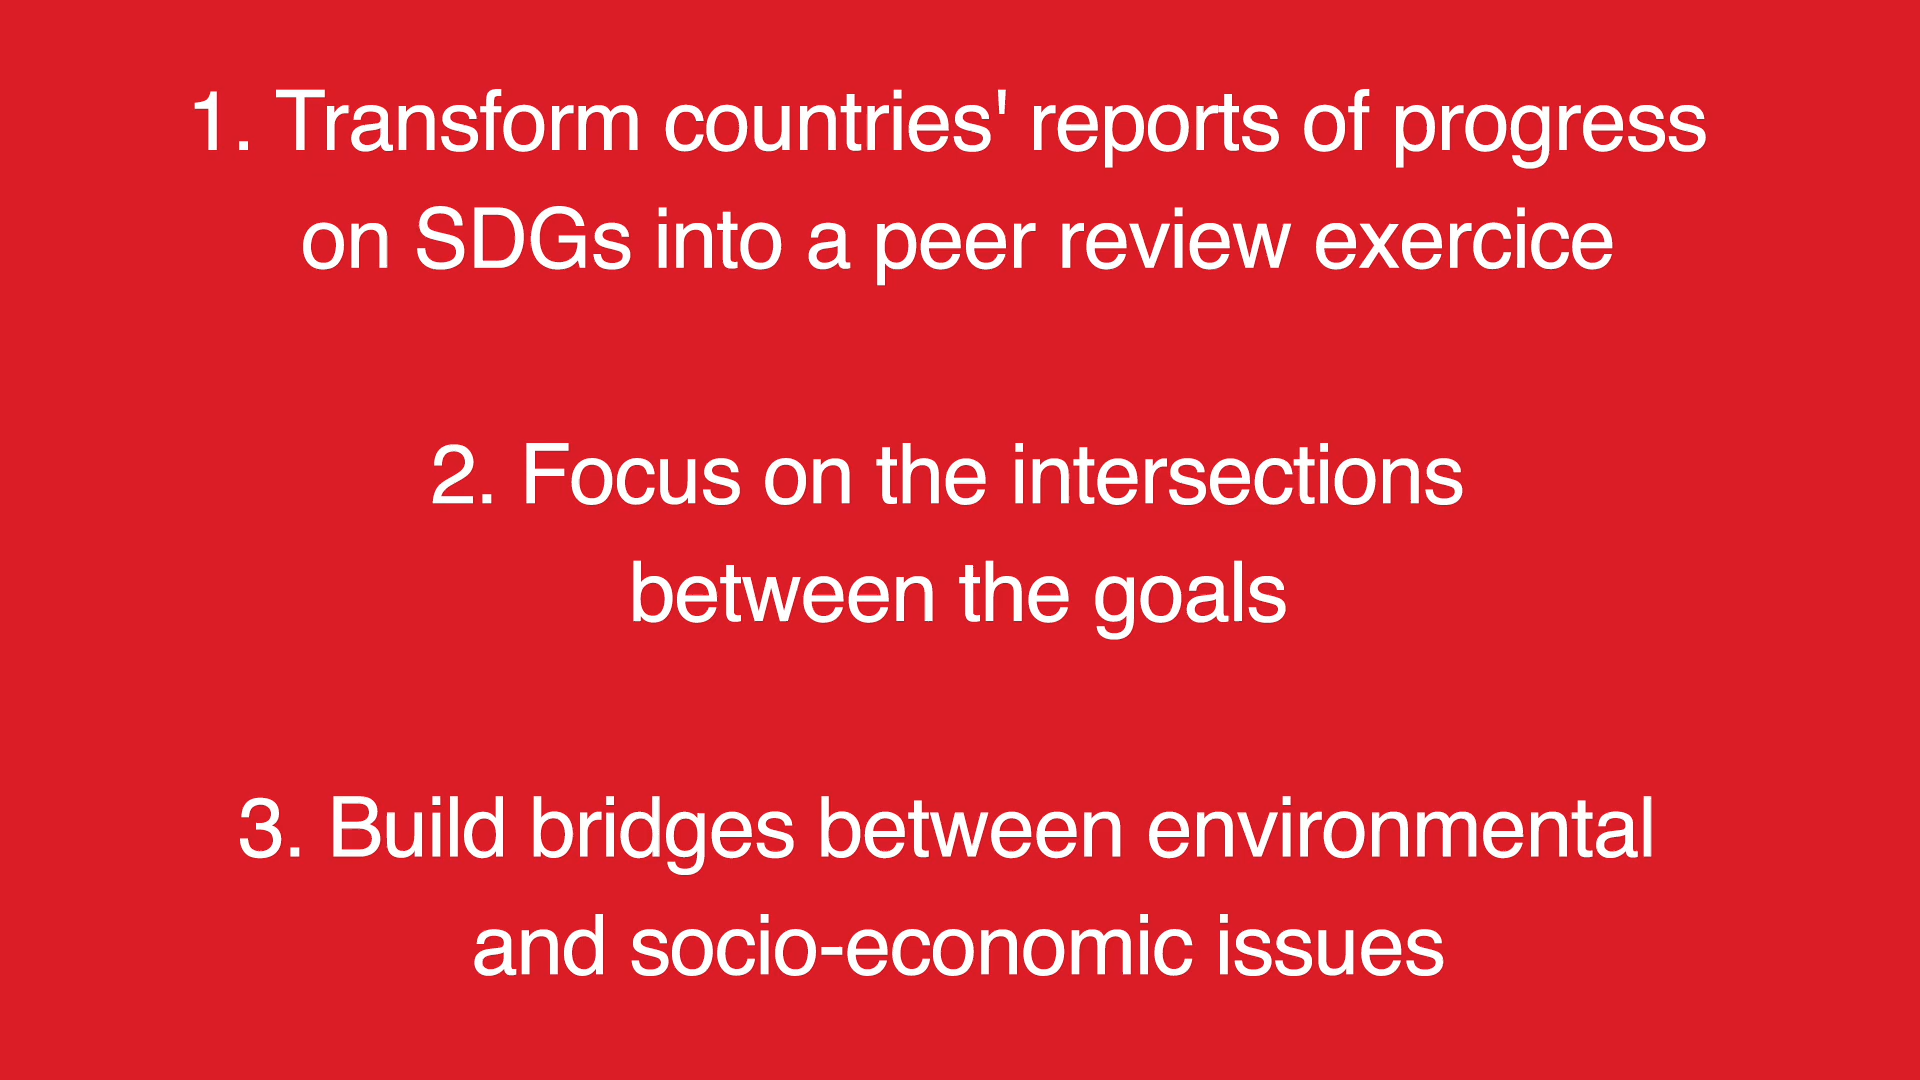 1. Transform countries' reports of progress
on SDGs into a peer review exercice
2. Focus on the intersections
between the goals
3. Build bridges between environmental
and socio-economic issues